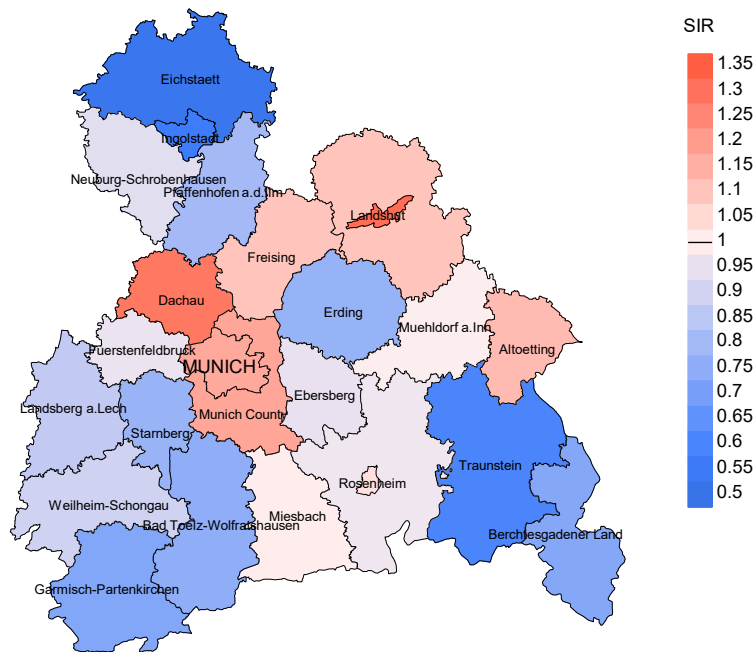 SIR
1.35
1.3
1.25
1.2
1.15
1.1
1.05
1
0.95
0.9
0.85
0.8
0.75
0.7
0.65
0.6
0.55
0.5
Eichstaett
Ingolstadt
Neuburg-Schrobenhausen
Pfaffenhofen a.d.Ilm
Landshut
Freising
Dachau
Erding
Muehldorf a.Inn
Altoetting
Fuerstenfeldbruck
MUNICH
Ebersberg
Landsberg a.Lech
Munich County
Starnberg
Traunstein
Rosenheim
Weilheim-Schongau
Miesbach
Bad Toelz-Wolfratshausen
Berchtesgadener Land
Garmisch-Partenkirchen